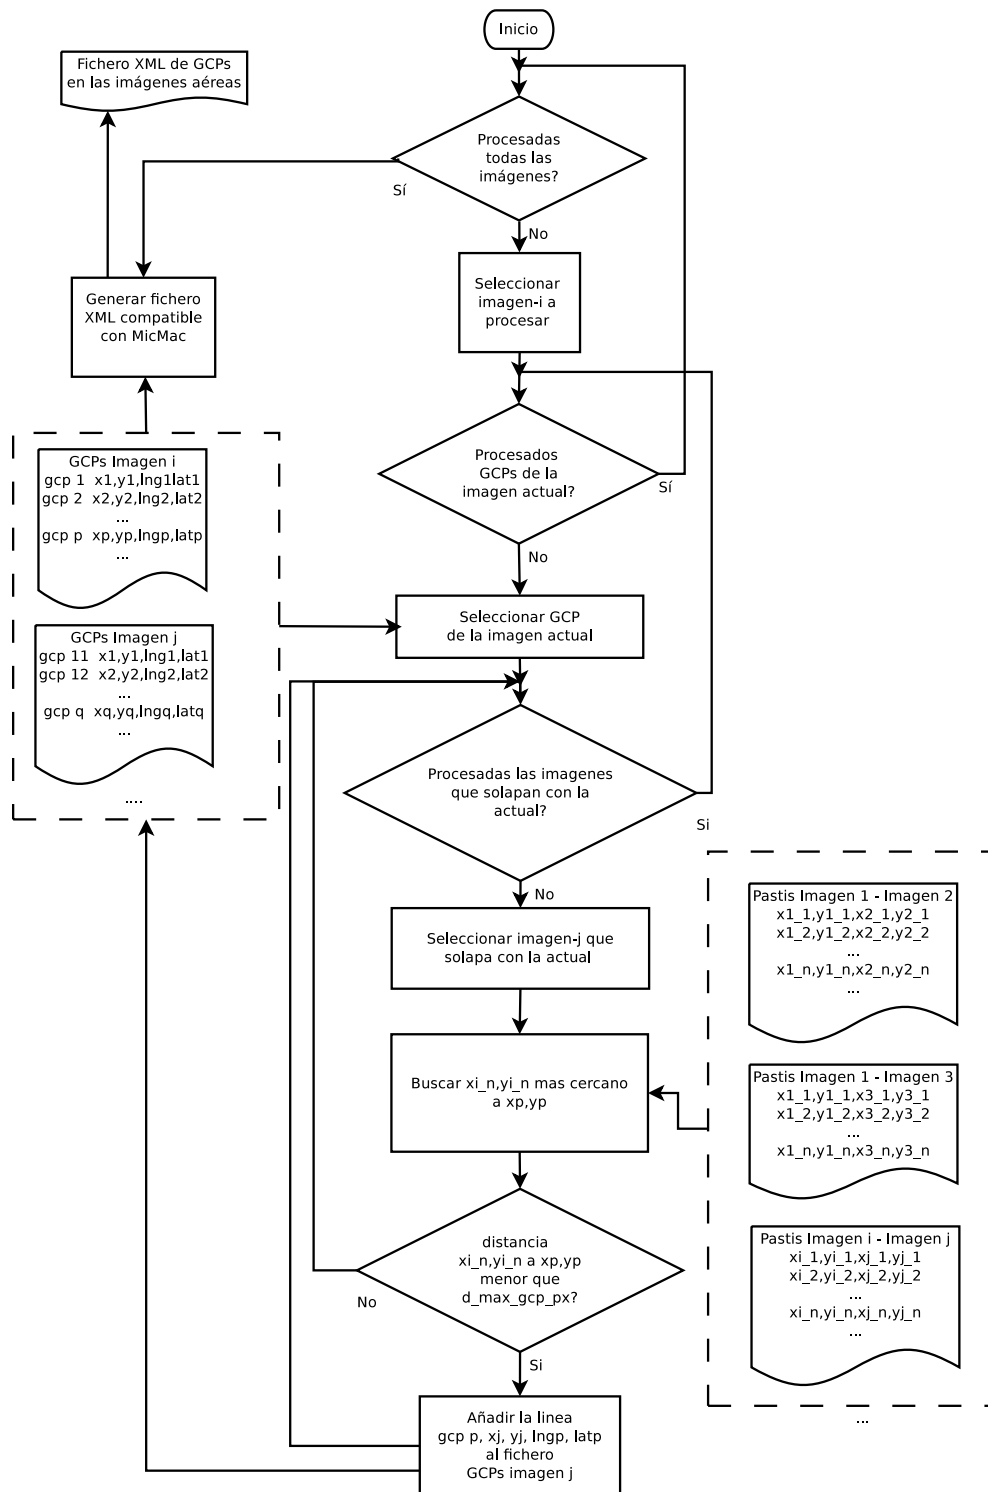 Inicio
Fichero XML de GCPs
en las imágenes aéreas
Procesadas
todas las
imágenes?
Sí
No
Seleccionar
imagen-i a
procesar
Generar fichero
XML compatible
con MicMac
Procesados
GCPs de la
imagen actual?
Sí
No
GCPs Imagen i
gcp 1 x1,y1,lng1lat1
gcp 2 x2,y2,lng2,lat2
...
gcp p xp,yp,lngp,latp
...
Seleccionar GCP
de la imagen actual
GCPs Imagen j
gcp 11 x1,y1,lng1,lat1
gcp 12 x2,y2,lng2,lat2
...
gcp q xq,yq,lngq,latq
...
....
Procesadas las imagenes
que solapan con la
actual?
Si
No
Seleccionar imagen-j que
solapa con la actual
Pastis Imagen 1 - Imagen 2
x1_1,y1_1,x2_1,y2_1
x1_2,y1_2,x2_2,y2_2
...
x1_n,y1_n,x2_n,y2_n
...
Buscar xi_n,yi_n mas cercano
a xp,yp
Pastis Imagen 1 - Imagen 3
x1_1,y1_1,x3_1,y3_1
x1_2,y1_2,x3_2,y3_2
...
x1_n,y1_n,x3_n,y3_n
distancia
xi_n,yi_n a xp,yp
menor que
d_max_gcp_px?
No
Si
Pastis Imagen i - Imagen j
xi_1,yi_1,xj_1,yj_1
xi_2,yi_2,xj_2,yj_2
...
xi_n,yi_n,xj_n,yj_n
...
...
Añadir la linea
gcp p, xj, yj, lngp, latp
al fichero
GCPs imagen j